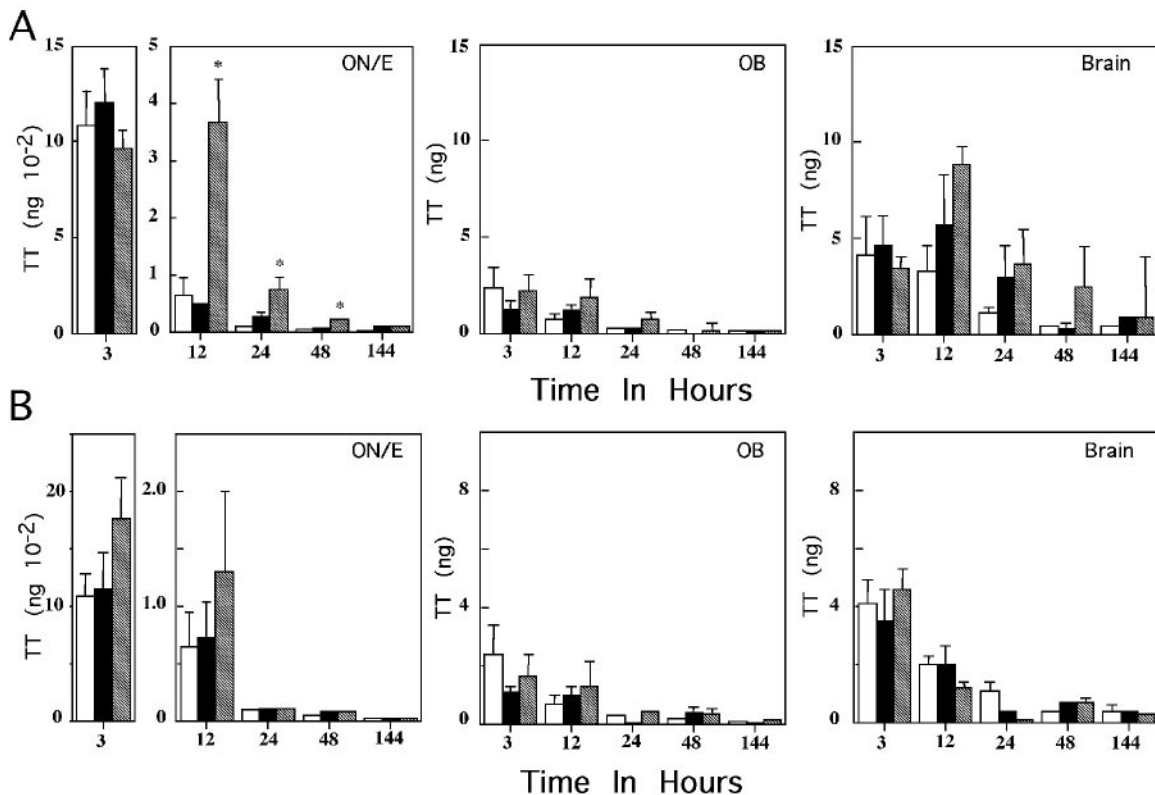 A
TT (ng 10-2)
15
10
5
0
3
ON/E
5
4
3
2
1
0
*
*
*
12 24 48 144
OB
TT (ng)
15
10
5
0
3 12 24 48 144
Brain
TT (ng)
15
10
5
0
3 12 24 48 144
Time In Hours
B
TT (ng 10-2)
20
10
0
3
ON/E
2.0
1.0
0
12 24 48 144
OB
TT (ng)
8
4
0
3 12 24 48 144
Brain
TT (ng)
8
4
0
3 12 24 48 144
Time In Hours